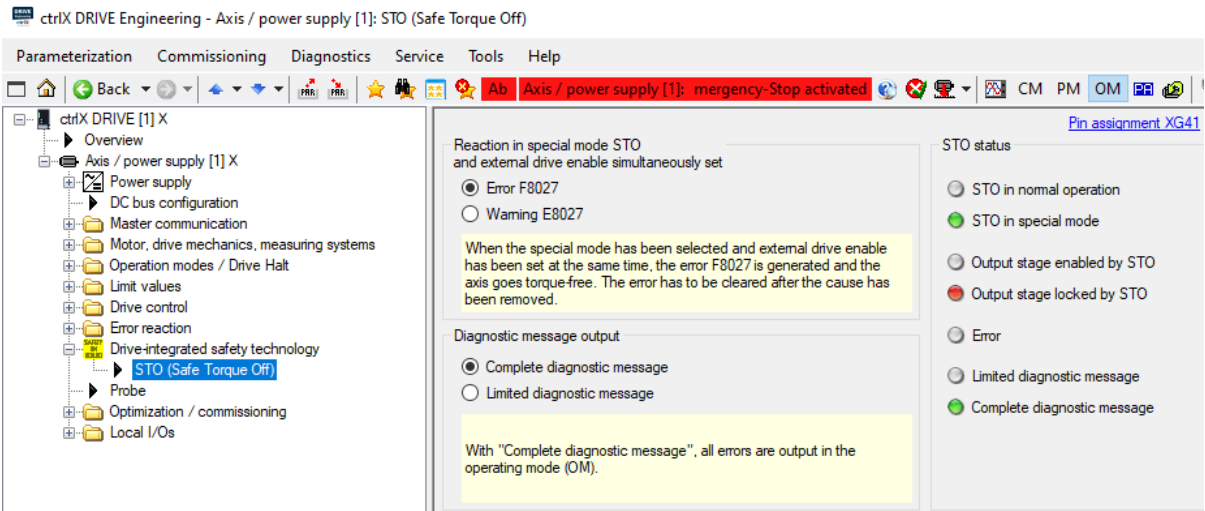 ctrlX DRIVE Engineering - Axis / power supply [1]: STO (Safe Torque Off)
Parameterization Commissioning Diagnostics Service Tools Help
Back PAR PAR Ab Axis / power supply [1]: mergency-Stop activated CM PM OM
ctrlX DRIVE [1] X
Overview
Axis / power supply [1] X
Power supply
DC bus configuration
Master communication
Motor, drive mechanics, measuring systems
Operation modes / Drive Halt
Limit values
Drive control
Error reaction
Drive-integrated safety technology
STO (Safe Torque Off)
Probe
Optimization / commissioning
Local I/Os
Reaction in special mode STO
and external drive enable simultaneously set
Error F8027
Warning E8027
When the special mode has been selected and external drive enable
has been set at the same time, the error F8027 is generated and the
axis goes torque-free. The error has to be cleared after the cause has
been removed.
Diagnostic message output
Complete diagnostic message
Limited diagnostic message
With "Complete diagnostic message", all errors are output in the
operating mode (OM).
Pin assignment XG41
STO status
STO in normal operation
STO in special mode
Output stage enabled by STO
Output stage locked by STO
Error
Limited diagnostic message
Complete diagnostic message